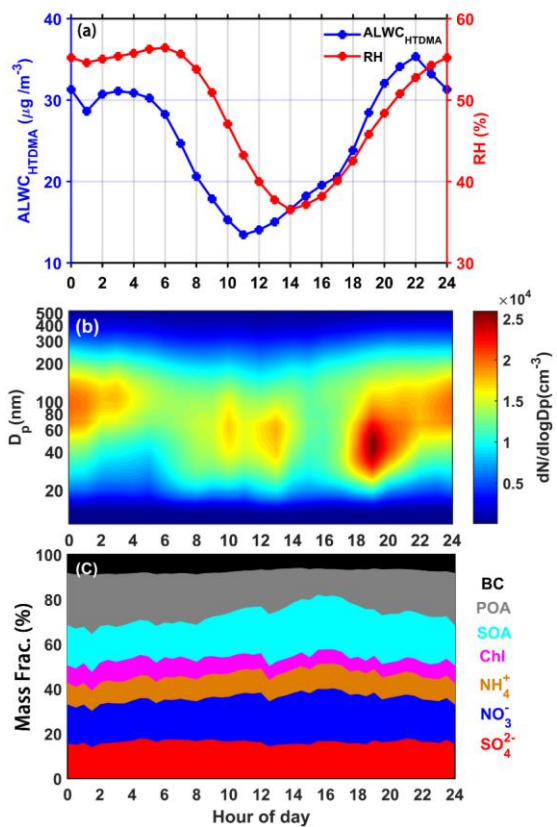 (a)
ALWC_HTDMA
RH
40
30
20
10
ALWC_HTDMA (μg /m^-3)
60
50
40
30
RH (%)
0 2 4 6 8 10 12 14 16 18 20 22 24
(b)
500
400
300
200
100
80
60
40
20
D_p(nm)
0 2 4 6 8 10 12 14 16 18 20 22 24
×10^4
2.5
2
1.5
1
0.5
dN/dlogDp(cm^-3)
(C)
100
80
60
40
20
0
Mass Frac. (%)
BC
POA
SOA
Chl
NH_4^+
NO_3^-
SO_4^2-
0 2 4 6 8 10 12 14 16 18 20 22 24
Hour of day